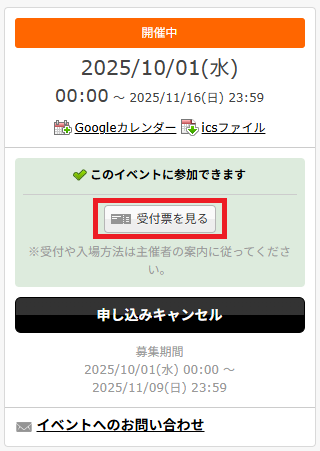 開催中
2025/10/01(水)
00:00 ～ 2025/11/16(日) 23:59
Googleカレンダー icsファイル
このイベントに参加できます
受付票を見る
※受付や入場方法は主催者の案内に従ってくださ
い。
申し込みキャンセル
募集期間
2025/10/01(水) 00:00 ～
2025/11/09(日) 23:59
イベントへのお問い合わせ